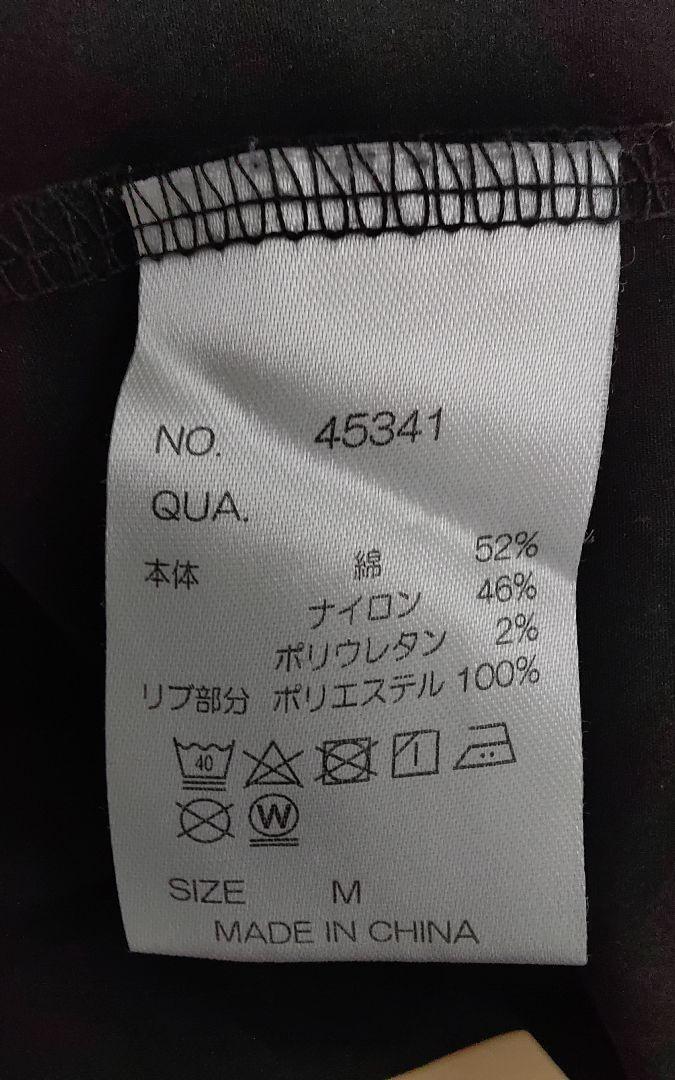 NO. 45341
QUA.
本体 綿 52%
ナイロン 46%
ポリウレタン 2%
リブ部分 ポリエステル 100%
40
W
SIZE M
MADE IN CHINA